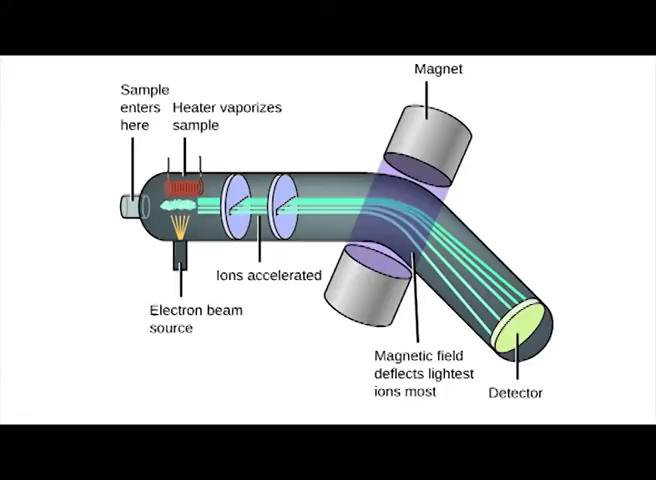 Magnet
Sample
enters
here
Heater vaporizes
sample
Ions accelerated
Electron beam
source
Magnetic field
deflects lightest
ions most
Detector